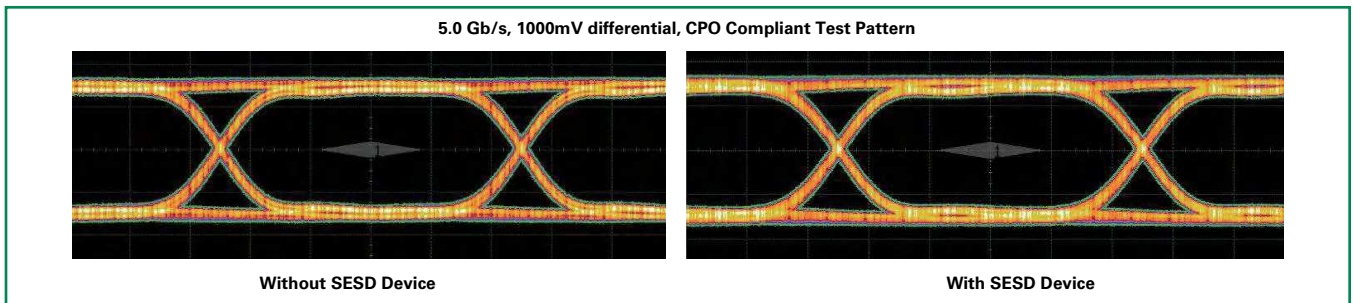 5.0 Gb/s, 1000mV differential, CPO Compliant Test Pattern
Without SESD Device
With SESD Device